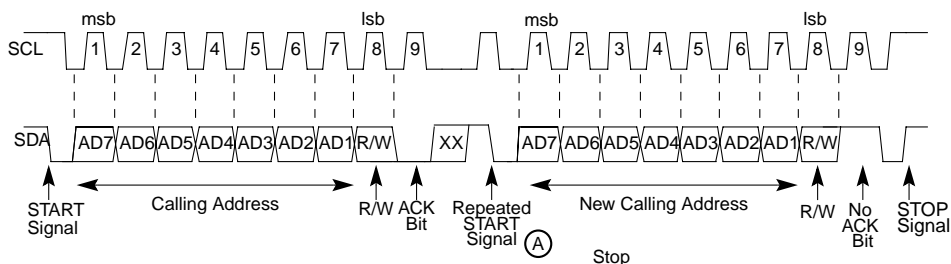 msb lsb msb lsb
SCL 1 2 3 4 5 6 7 8 9 1 2 3 4 5 6 7 8 9
SDA AD7 AD6 AD5 AD4 AD3 AD2 AD1 R/W XX AD7 AD6 AD5 AD4 AD3 AD2 AD1 R/W
START Signal
Calling Address
R/W
ACK Bit
Repeated START Signal
A
New Calling Address
R/W
No ACK Bit
STOP Signal
Stop